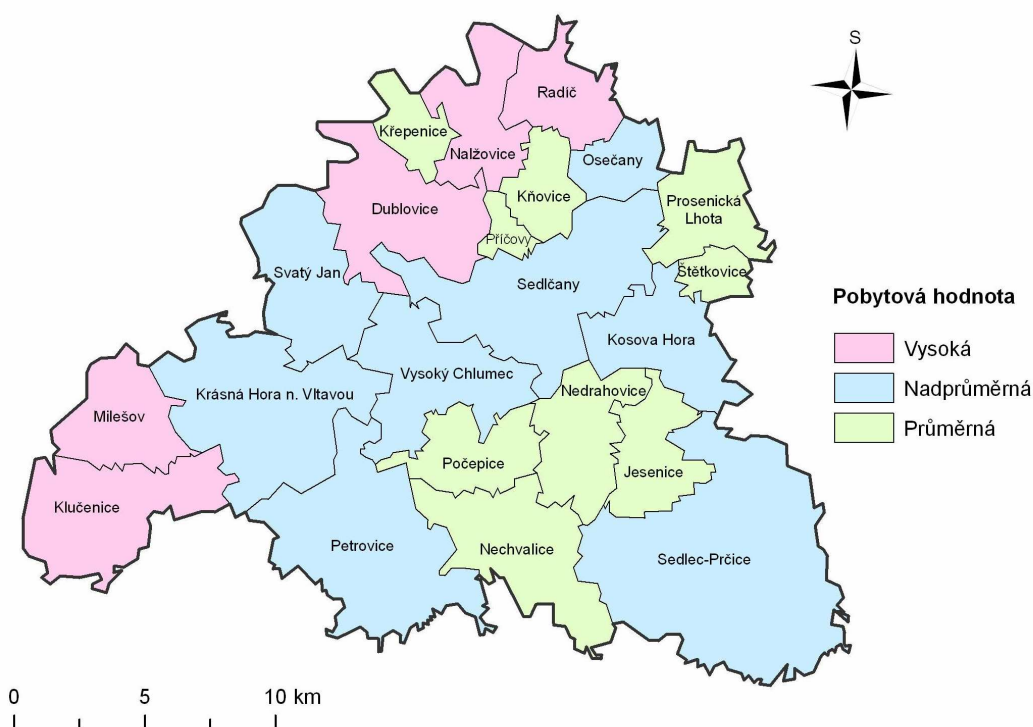 S
Radíč
Křepenice
Nalžovice
Osečany
Kňovice
Prosenická
Lhota
Dublovice
Příčovy
Štětkovice
Svatý Jan
Sedlčany
Kosova Hora
Vysoký Chlumec
Nedrahovice
Krásná Hora n. Vltavou
Milešov
Počepice
Jesenice
Klučenice
Petrovice
Nechvalice
Sedlec-Prčice
Pobytová hodnota
Vysoká
Nadprůměrná
Průměrná
0 5 10 km